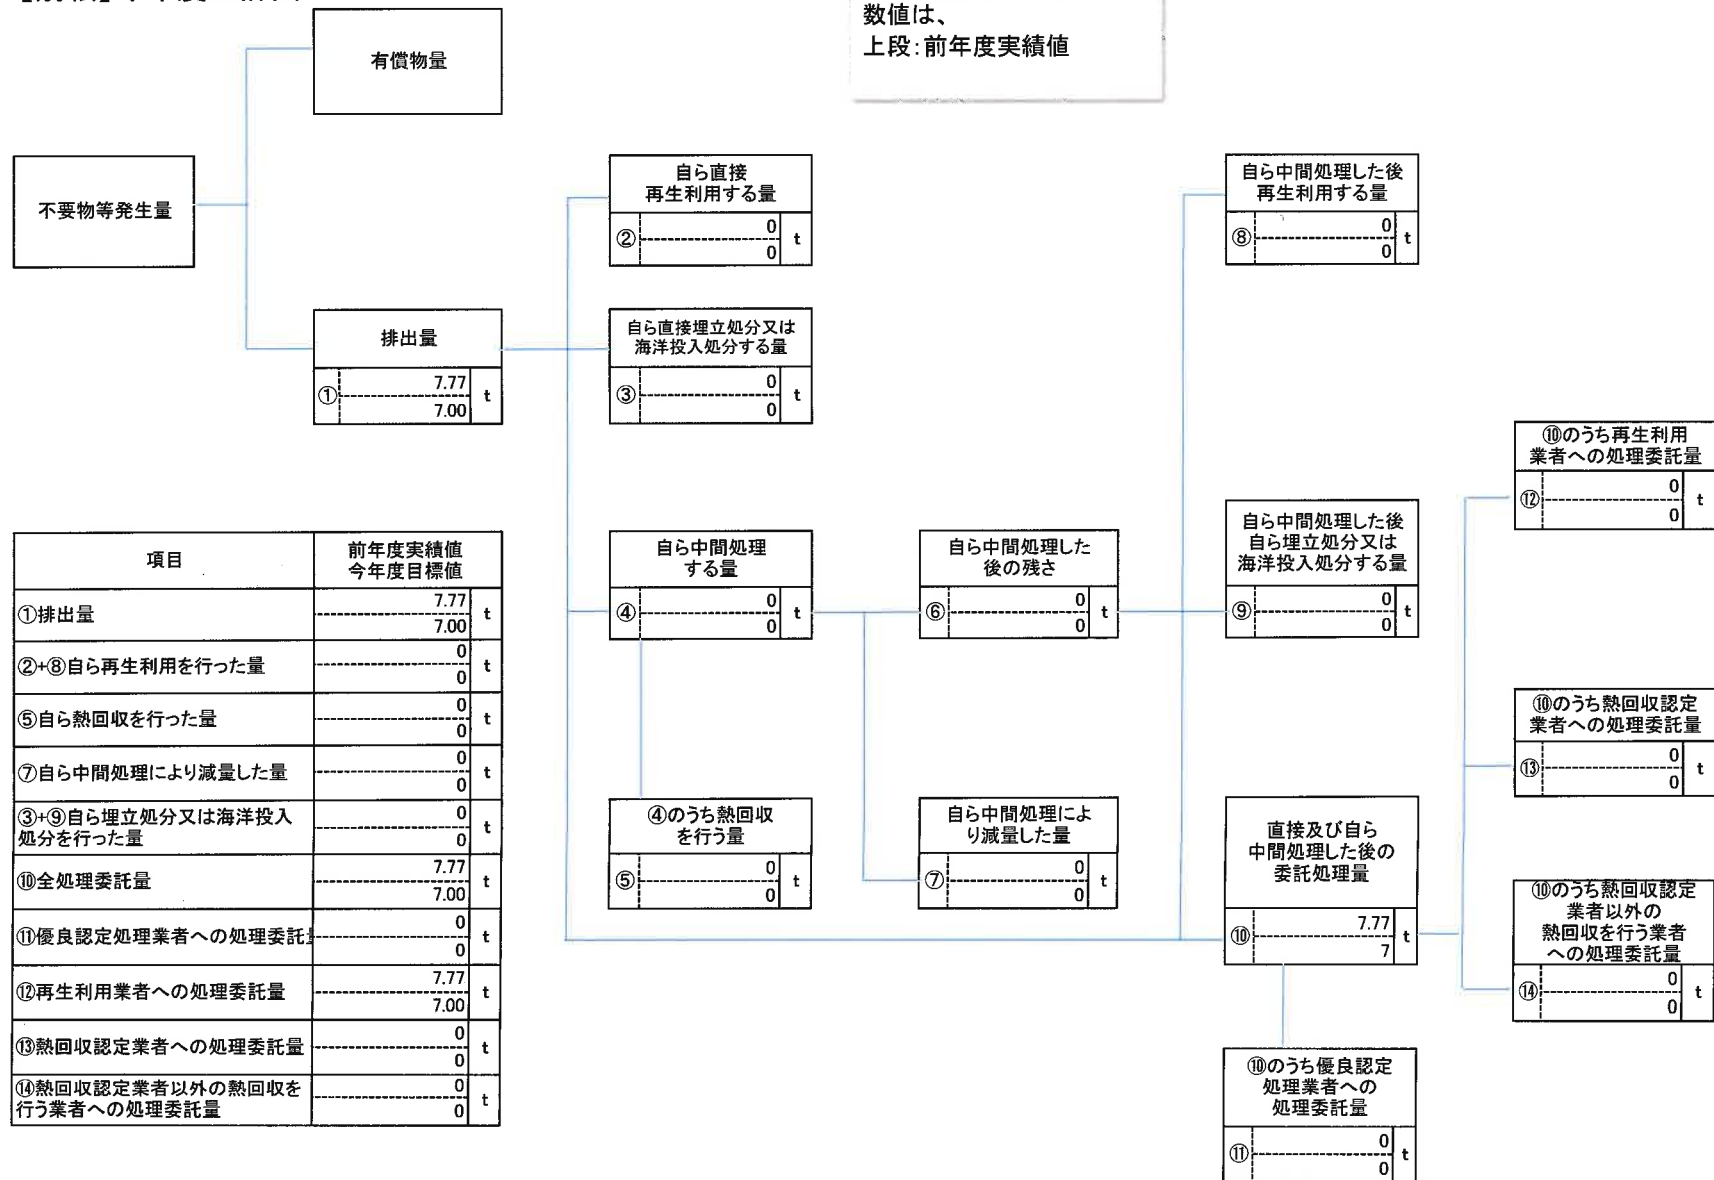 数値は、
上段：前年度実績値
有償物量
不要物等発生量
自ら直接
再生利用する量
② 0 t
0
自ら中間処理した後
再生利用する量
⑧ 0 t
0
排出量
① 7.77 t
7.00
自ら直接埋立処分又は
海洋投入処分する量
③ 0 t
0
⑩のうち再生利用
業者への処理委託量
⑫ 0 t
0
自ら中間処理
する量
④ 0 t
0
自ら中間処理した
後の残さ
⑥ 0 t
0
自ら中間処理した後
自ら埋立処分又は
海洋投入処分する量
⑨ 0 t
0
⑩のうち熱回収認定
業者への処理委託量
⑬ 0 t
0
④のうち熱回収
を行う量
⑤ 0 t
0
自ら中間処理によ
り減量した量
⑦ 0 t
0
直接及び自ら
中間処理した後の
委託処理量
⑩ 7.77 t
7
⑩のうち熱回収認定
業者以外の
熱回収を行う業者
への処理委託量
⑭ 0 t
0
⑩のうち優良認定
処理業者への
処理委託量
⑪ 0 t
0
項目 前年度実績値
今年度目標値
①排出量 7.77 t
7.00
②+⑧自ら再生利用を行った量 0 t
0
⑤自ら熱回収を行った量 0 t
0
⑦自ら中間処理により減量した量 0 t
0
③+⑨自ら埋立処分又は海洋投入 0 t
処分を行った量 0
⑩全処理委託量 7.77 t
7.00
⑪優良認定処理業者への処理委託 0 t
0
⑫再生利用業者への処理委託量 7.77 t
7.00
⑬熱回収認定業者への処理委託量 0 t
0
⑭熱回収認定業者以外の熱回収を 0 t
行う業者への処理委託量 0